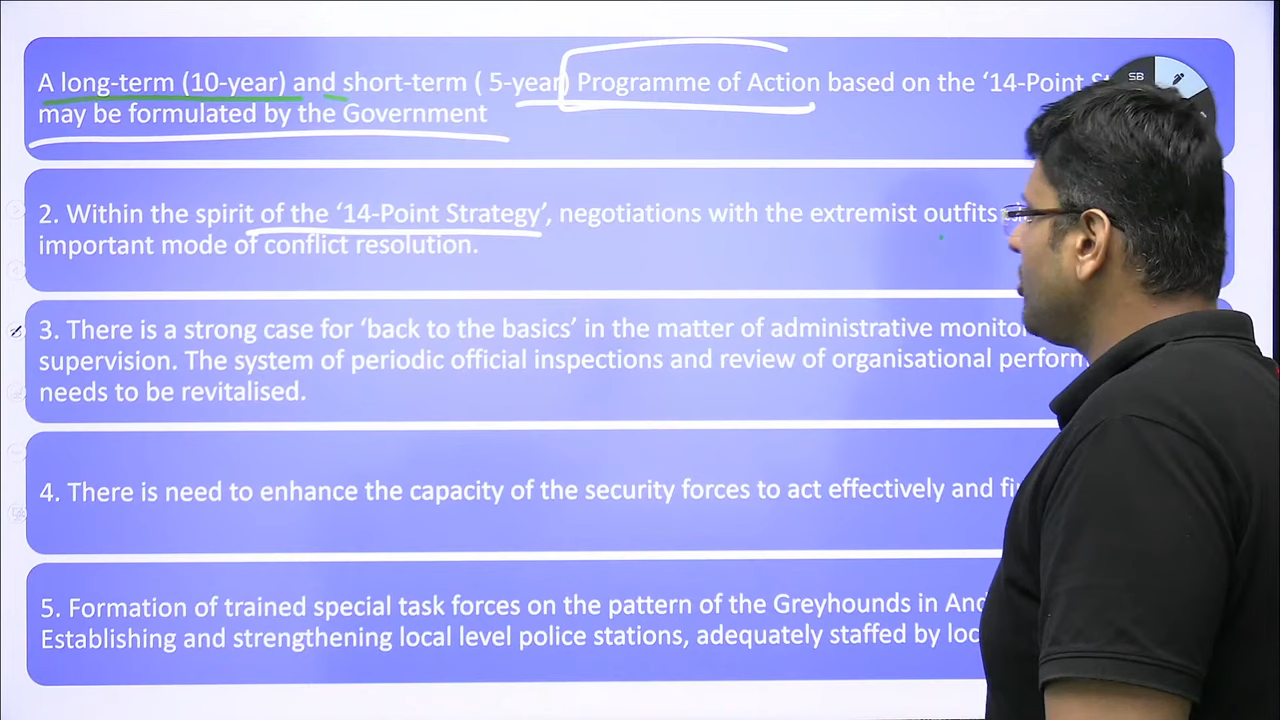 A long-term (10-year) and short-term ( 5-year) Programme of Action based on the ‘14-Point
may be formulated by the Government
2. Within the spirit of the ‘14-Point Strategy’, negotiations with the extremist outfits
important mode of conflict resolution.
3. There is a strong case for ‘back to the basics’ in the matter of administrative
supervision. The system of periodic official inspections and review of organisational
needs to be revitalised.
4. There is need to enhance the capacity of the security forces to act effectively and
5. Formation of trained special task forces on the pattern of the Greyhounds in
Establishing and strengthening local level police stations, adequately staffed by
SB